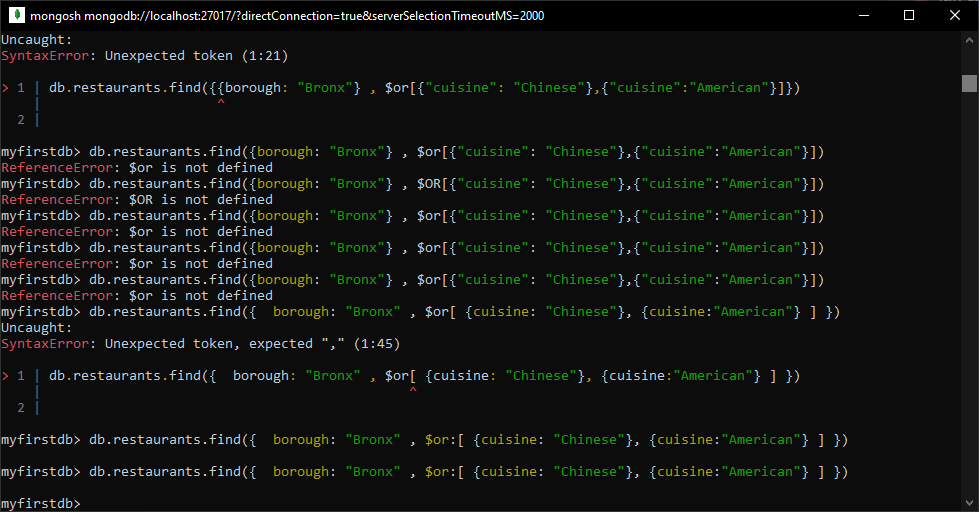 mongosh mongodb://localhost:27017/?directConnection=true&serverSelectionTimeoutMS=2000
Uncaught:
SyntaxError: Unexpected token (1:21)
> 1 | db.restaurants.find({{borough: "Bronx"} , $or[{"cuisine": "Chinese"},{"cuisine":"American"}]})
| ^
2 |
myfirstdb> db.restaurants.find({borough: "Bronx"} , $or[{"cuisine": "Chinese"},{"cuisine":"American"}])
ReferenceError: $or is not defined
myfirstdb> db.restaurants.find({borough: "Bronx"} , $OR[{"cuisine": "Chinese"},{"cuisine":"American"}])
ReferenceError: $OR is not defined
myfirstdb> db.restaurants.find({borough: "Bronx"} , $or[{"cuisine": "Chinese"},{"cuisine":"American"}])
ReferenceError: $or is not defined
myfirstdb> db.restaurants.find({borough: "Bronx"} , $or[{"cuisine": "Chinese"},{"cuisine":"American"}])
ReferenceError: $or is not defined
myfirstdb> db.restaurants.find({borough: "Bronx"} , $or[{"cuisine": "Chinese"},{"cuisine":"American"}])
ReferenceError: $or is not defined
myfirstdb> db.restaurants.find({  borough: "Bronx" , $or[ {cuisine: "Chinese"}, {cuisine:"American"} ] })
Uncaught:
SyntaxError: Unexpected token, expected "," (1:45)
> 1 | db.restaurants.find({  borough: "Bronx" , $or[ {cuisine: "Chinese"}, {cuisine:"American"} ] })
| ^
2 |
myfirstdb> db.restaurants.find({  borough: "Bronx" , $or:[ {cuisine: "Chinese"}, {cuisine:"American"} ] })
myfirstdb> db.restaurants.find({  borough: "Bronx" , $or:[ {cuisine: "Chinese"}, {cuisine:"American"} ] })
myfirstdb>